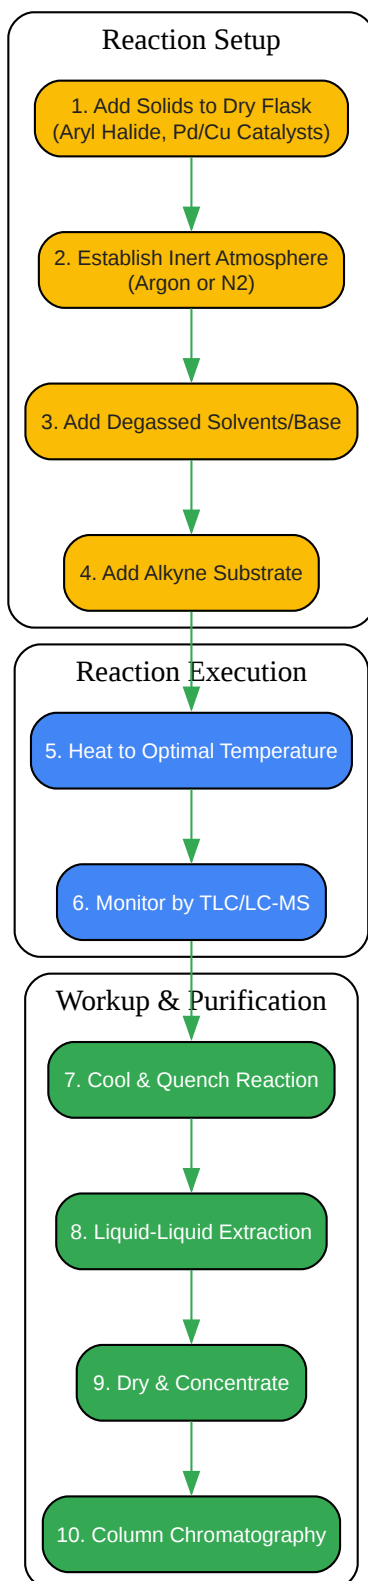 Reaction Setup
1. Add Solids to Dry Flask
(Aryl Halide, Pd/Cu Catalysts)
2. Establish Inert Atmosphere
(Argon or N2)
3. Add Degassed Solvents/Base
4. Add Alkyne Substrate
Reaction Execution
5. Heat to Optimal Temperature
6. Monitor by TLC/LC-MS
Workup & Purification
7. Cool & Quench Reaction
8. Liquid-Liquid Extraction
9. Dry & Concentrate
10. Column Chromatography